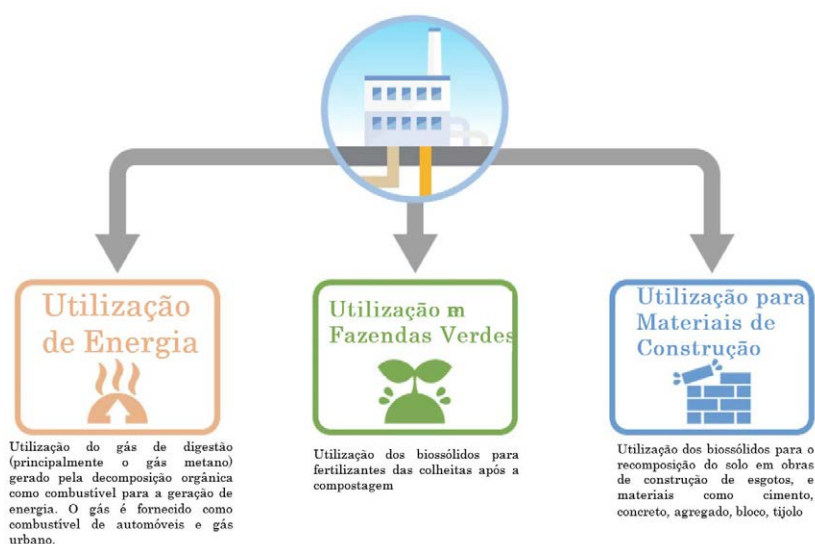 Utilização
de Energia
Utilização do gás de digestão
(principalmente o gás metano)
gerado pela decomposição orgânica
como combustível para a geração de
energia. O gás é fornecido como
combustível de automóveis e gás
urbano.
Utilização m
Fazendas Verdes
Utilização dos biossólidos para
fertilizantes das colheitas após a
compostagem
Utilização para
Materiais de
Construção
Utilização dos biossólidos para o
recomposição do solo em obras
de construção de esgotos, e
materiais como cimento,
concreto, agregado, bloco, tijolo